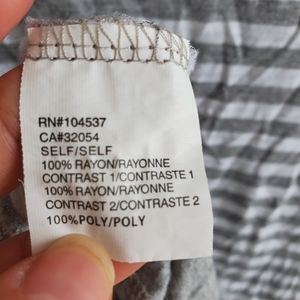 RN#104537
CA#32054
SELF/SELF
100% RAYON/RAYONNE
CONTRAST 1/CONTRASTE 1
100% RAYON/RAYONNE
CONTRAST 2/CONTRASTE 2
100%POLY/POLY